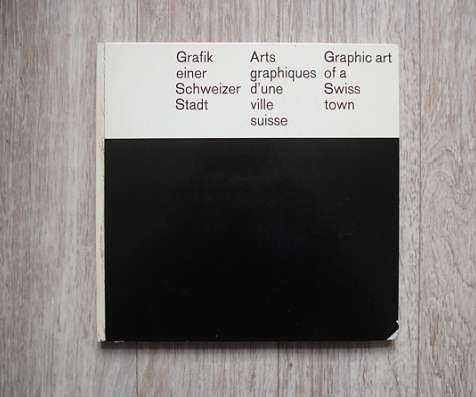 Grafik
einer
Schweizer
Stadt
Arts
graphiques
d'une
ville
suisse
Graphic art
of a
Swiss
town